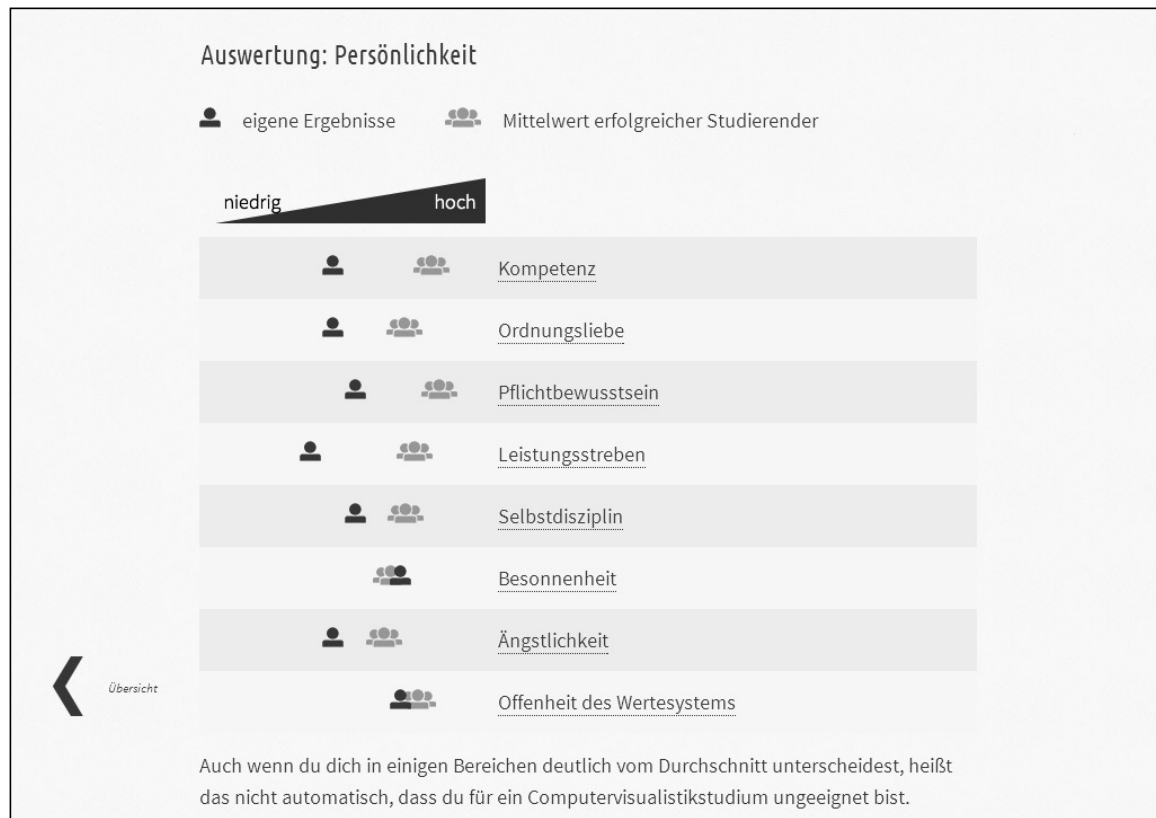 Auswertung: Persönlichkeit
eigene Ergebnisse Mittelwert erfolgreicher Studierender
niedrig hoch
Kompetenz
Ordnungsliebe
Pflichtbewusstsein
Leistungsstreben
Selbstdisziplin
Besonnenheit
Ängstlichkeit
Übersicht
Offenheit des Wertesystems
Auch wenn du dich in einigen Bereichen deutlich vom Durchschnitt unterscheidest, heißt
das nicht automatisch, dass du für ein Computervisualistikstudium ungeeignet bist.